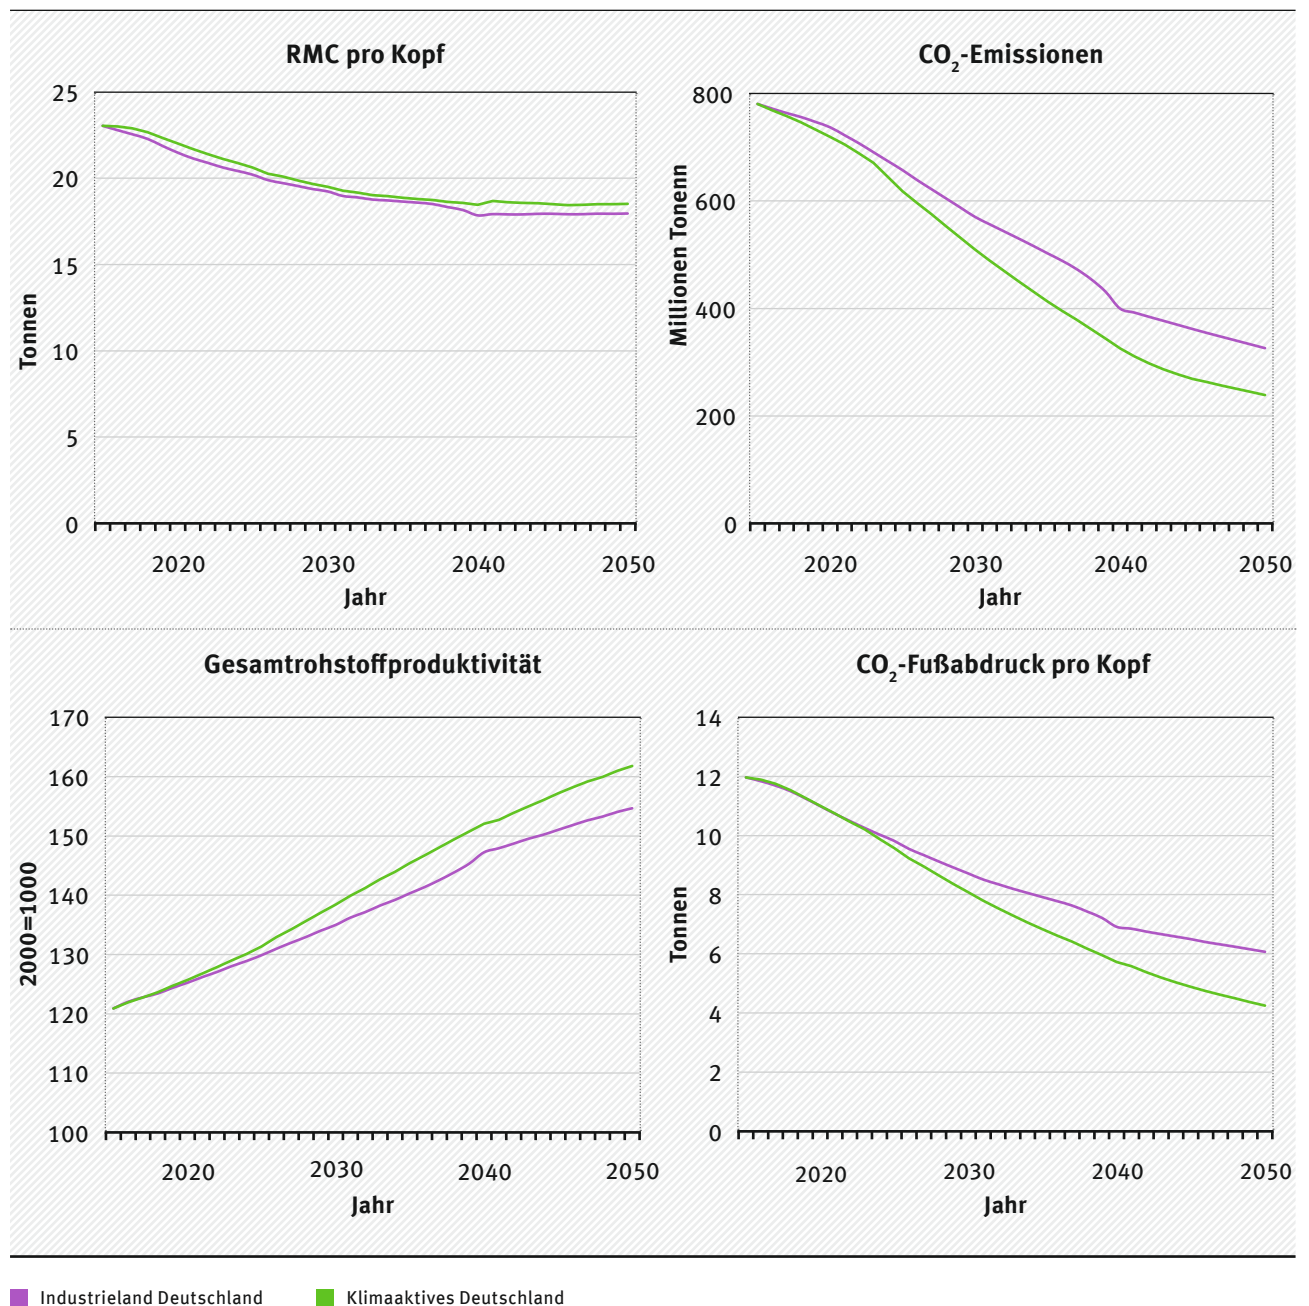 RMC pro Kopf
25
20
15
10
5
0
Tonnen
2020 2030 2040 2050
Jahr
CO2-Emissionen
800
600
400
200
0
Millionen Tonenn
2020 2030 2040 2050
Jahr
Gesamtrohstoffproduktivität
170
160
150
140
130
120
110
100
2000=1000
2020 2030 2040 2050
Jahr
CO2-Fußabdruck pro Kopf
14
12
10
8
6
4
2
0
Tonnen
2020 2030 2040 2050
Jahr
Industrieland Deutschland Klimaaktives Deutschland